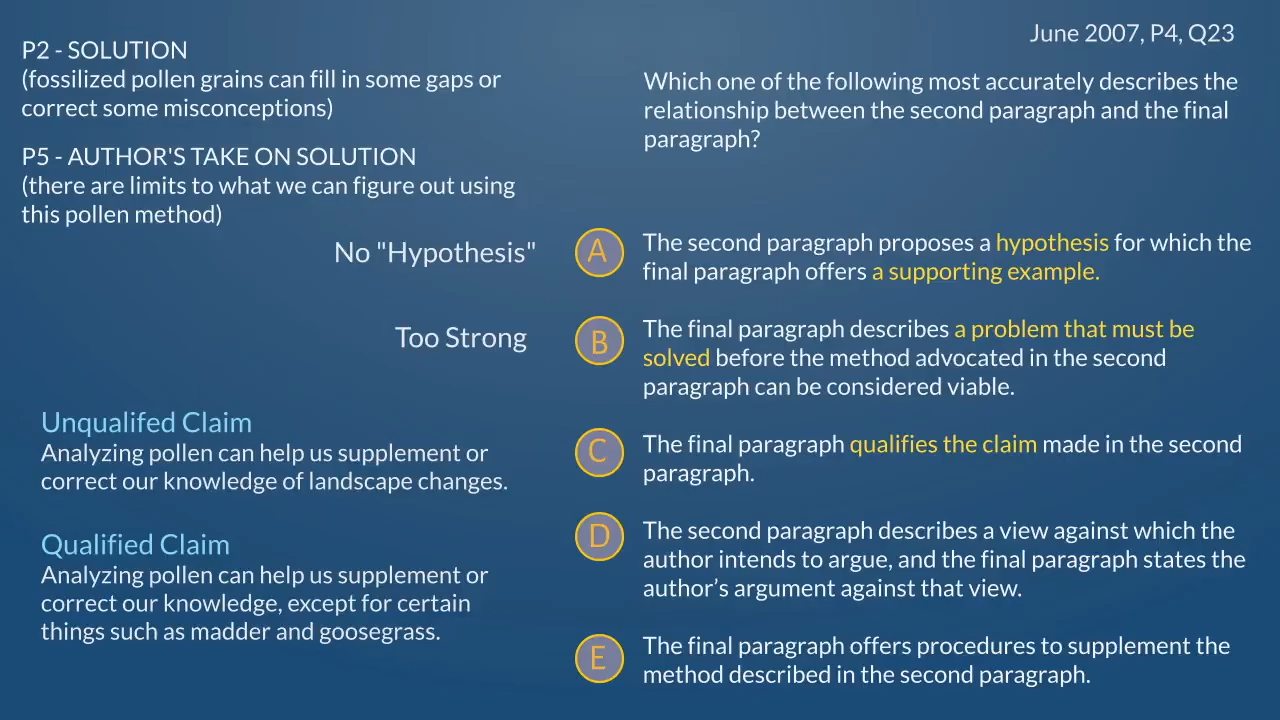 June 2007, P4, Q23
P2 - SOLUTION
(fossilized pollen grains can fill in some gaps or
correct some misconceptions)
P5 - AUTHOR'S TAKE ON SOLUTION
(there are limits to what we can figure out using
this pollen method)
Which one of the following most accurately describes the
relationship between the second paragraph and the final
paragraph?
No "Hypothesis"
A
The second paragraph proposes a hypothesis for which the
final paragraph offers a supporting example.
Too Strong
B
The final paragraph describes a problem that must be
solved before the method advocated in the second
paragraph can be considered viable.
Unqualifed Claim
Analyzing pollen can help us supplement or
correct our knowledge of landscape changes.
Qualified Claim
Analyzing pollen can help us supplement or
correct our knowledge, except for certain
things such as madder and goosegrass.
C
The final paragraph qualifies the claim made in the second
paragraph.
D
The second paragraph describes a view against which the
author intends to argue, and the final paragraph states the
author’s argument against that view.
E
The final paragraph offers procedures to supplement the
method described in the second paragraph.